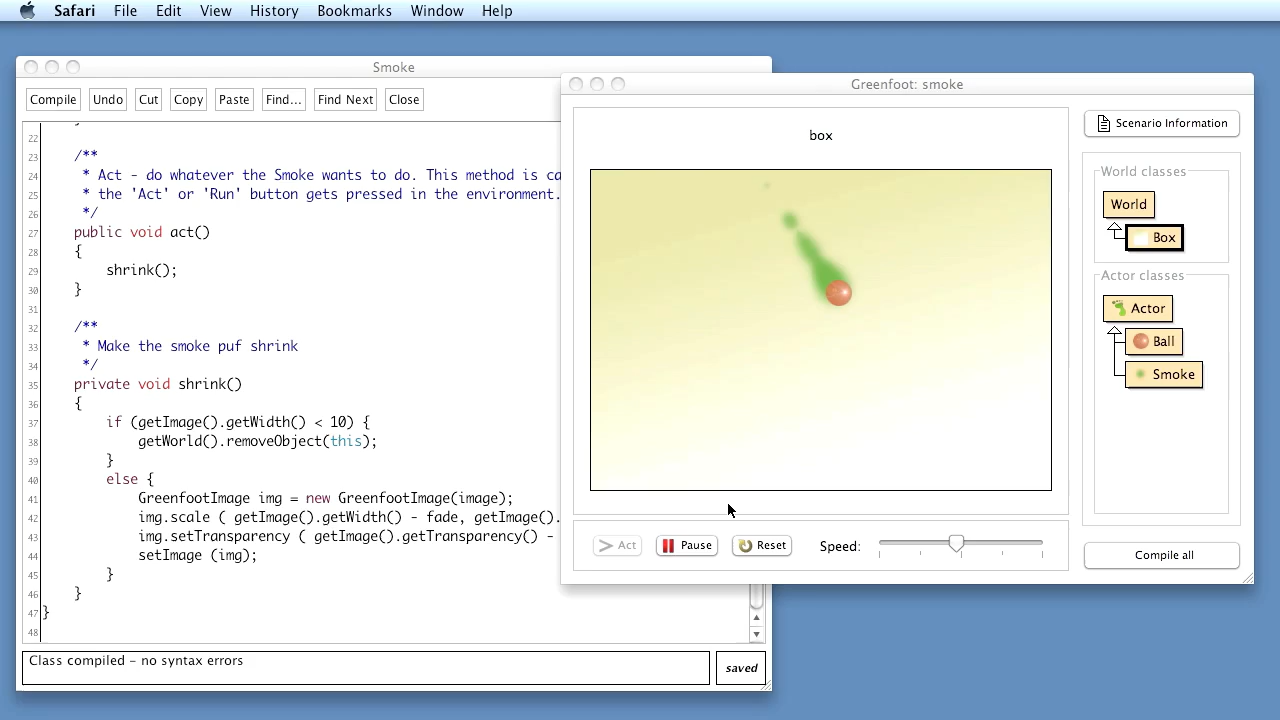 Safari File Edit View History Bookmarks Window Help
Smoke
Compile Undo Cut Copy Paste Find... Find Next Close
22 }
23 /**
24 * Act - do whatever the Smoke wants to do. This method is ca
25 * the 'Act' or 'Run' button gets pressed in the environment.
26 */
27 public void act()
28 {
29 shrink();
30 }
31
32 /**
33 * Make the smoke puf shrink
34 */
35 private void shrink()
36 {
37 if (getImage().getWidth() < 10) {
38 getWorld().removeObject(this);
39 }
40 else {
41 GreenfootImage img = new GreenfootImage(image);
42 img.scale ( getImage().getWidth() - fade, getImage().
43 img.setTransparency ( getImage().getTransparency() -
44 setImage (img);
45 }
46 }
47 }
48
Class compiled - no syntax errors
saved
Greenfoot: smoke
box
Act Pause Reset Speed:
Scenario Information
World classes
World
Box
Actor classes
Actor
Ball
Smoke
Compile all